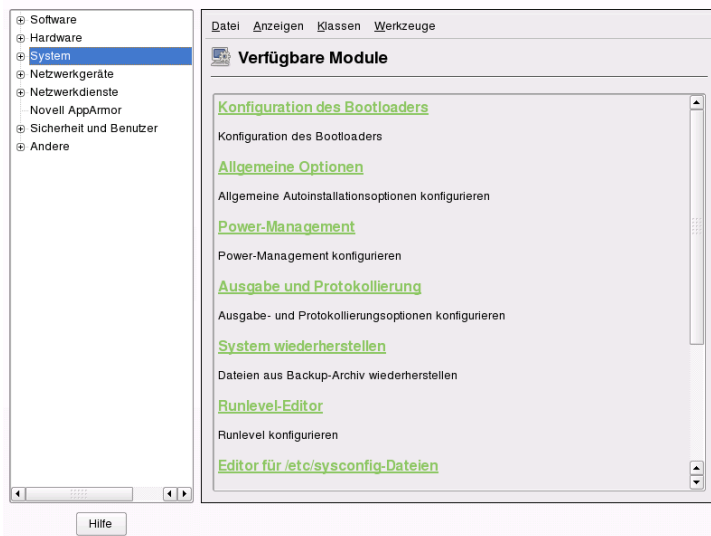 Software
Hardware
System
Netzwerkgeräte
Netzwerkdienste
Novell AppArmor
Sicherheit und Benutzer
Andere
Datei Anzeigen Klassen Werkzeuge
Verfügbare Module
Konfiguration des Bootloaders
Konfiguration des Bootloaders
Allgemeine Optionen
Allgemeine Autoinstallationsoptionen konfigurieren
Power-Management
Power-Management konfigurieren
Ausgabe und Protokollierung
Ausgabe- und Protokollierungsoptionen konfigurieren
System wiederherstellen
Dateien aus Backup-Archiv wiederherstellen
Runlevel-Editor
Runlevel konfigurieren
Editor für /etc/sysconfig-Dateien
Hilfe